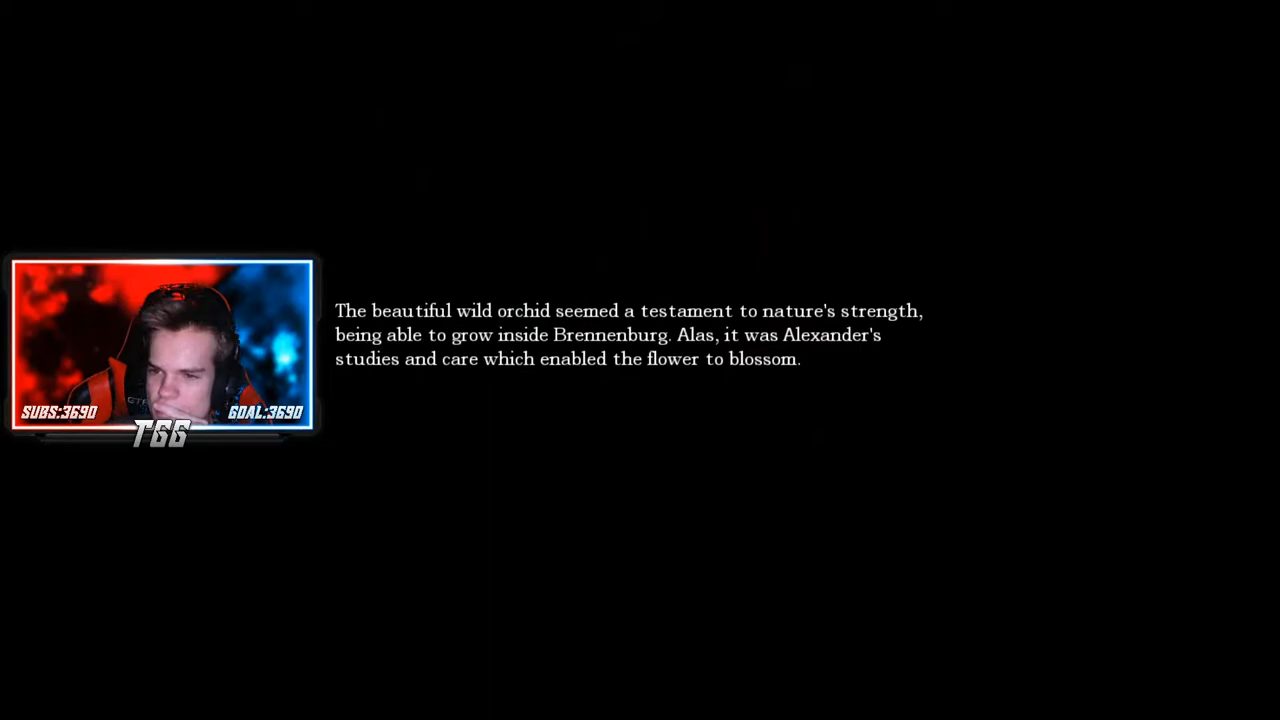 The beautiful wild orchid seemed a testament to nature's strength,
being able to grow inside Brennenburg. Alas, it was Alexander's
studies and care which enabled the flower to blossom.
SUBS:3690
GOAL:3690
TGG